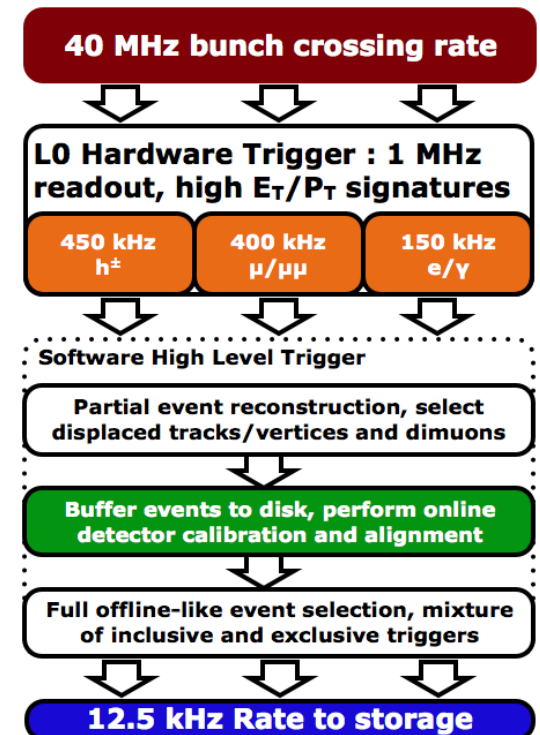 40 MHz bunch crossing rate
L0 Hardware Trigger : 1 MHz
readout, high E_T/P_T signatures
450 kHz
h±
400 kHz
μ/μμ
150 kHz
e/γ
Software High Level Trigger
Partial event reconstruction, select
displaced tracks/vertices and dimuons
Buffer events to disk, perform online
detector calibration and alignment
Full offline-like event selection, mixture
of inclusive and exclusive triggers
12.5 kHz Rate to storage